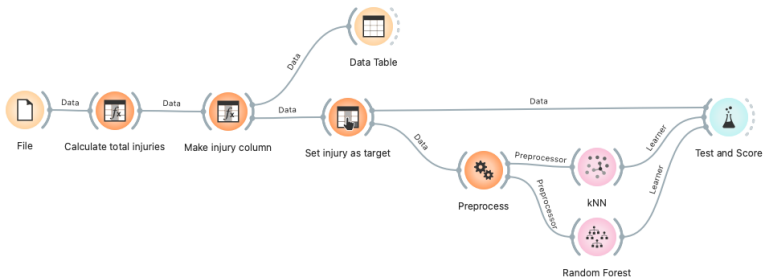 Data
Data Table
Data
Data
Data
Data
File
Calculate total injuries
Make injury column
Set injury as target
Test and Score
Data
Preprocessor
Learner
Preprocess
kNN
Preprocessor
Learner
Random Forest